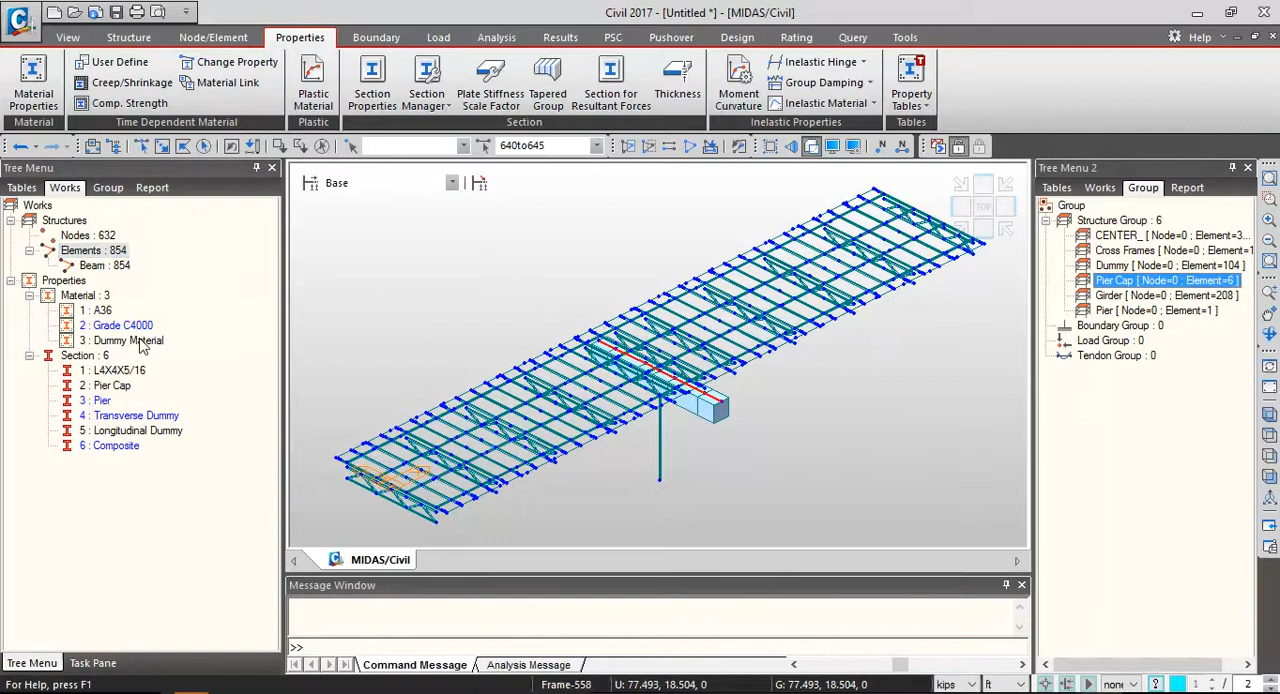 Civil 2017 - [Untitled *] - [MIDAS/Civil]
View Structure Node/Element Properties Boundary Load Analysis Results PSC Pushover Design Rating Query Tools Help
Material Properties
Material
User Define
Creep/Shrinkage
Comp. Strength
Change Property
Material Link
Time Dependent Material
Plastic Material
Plastic
Section Properties
Section Manager
Plate Stiffness Scale Factor
Tapered Group
Section for Resultant Forces
Thickness
Section
Moment Curvature
Inelastic Hinge
Group Damping
Inelastic Material
Inelastic Properties
Property Tables
Tables
640to645
Tree Menu
Tables Works Group Report
Works
Structures
Nodes : 632
Elements : 854
Beam : 854
Properties
Material : 3
1 : A36
2 : Grade C4000
3 : Dummy Material
Section : 6
1 : L4X4X5/16
2 : Pier Cap
3 : Pier
4 : Transverse Dummy
5 : Longitudinal Dummy
6 : Composite
Tree Menu Task Pane
Base
TOP
MIDAS/Civil
Message Window
>>
Command Message Analysis Message
Tree Menu 2
Tables Works Group Report
Group
Structure Group : 6
CENTER_ [ Node=0 ; Element=3...
Cross Frames [ Node=0 ; Element=1
Dummy [ Node=0 ; Element=104 ]
Pier Cap [ Node=0 ; Element=6 ]
Girder [ Node=0 ; Element=208 ]
Pier [ Node=0 ; Element=1 ]
Boundary Group : 0
Load Group : 0
Tendon Group : 0
For Help, press F1
Frame-558
U: 77.493, 18.504, 0
G: 77.493, 18.504, 0
kips ft none ? 1 / 2